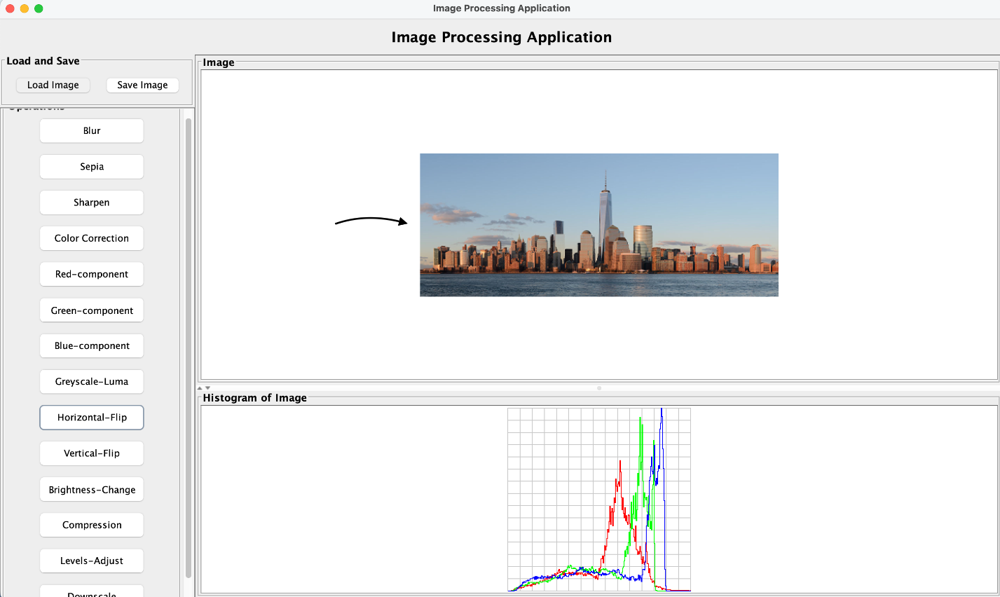 Image Processing Application
Image Processing Application
Load and Save
Load Image
Save Image
Operations
Blur
Sepia
Sharpen
Color Correction
Red-component
Green-component
Blue-component
Greyscale-Luma
Horizontal-Flip
Vertical-Flip
Brightness-Change
Compression
Levels-Adjust
Downscale
Image
Histogram of Image